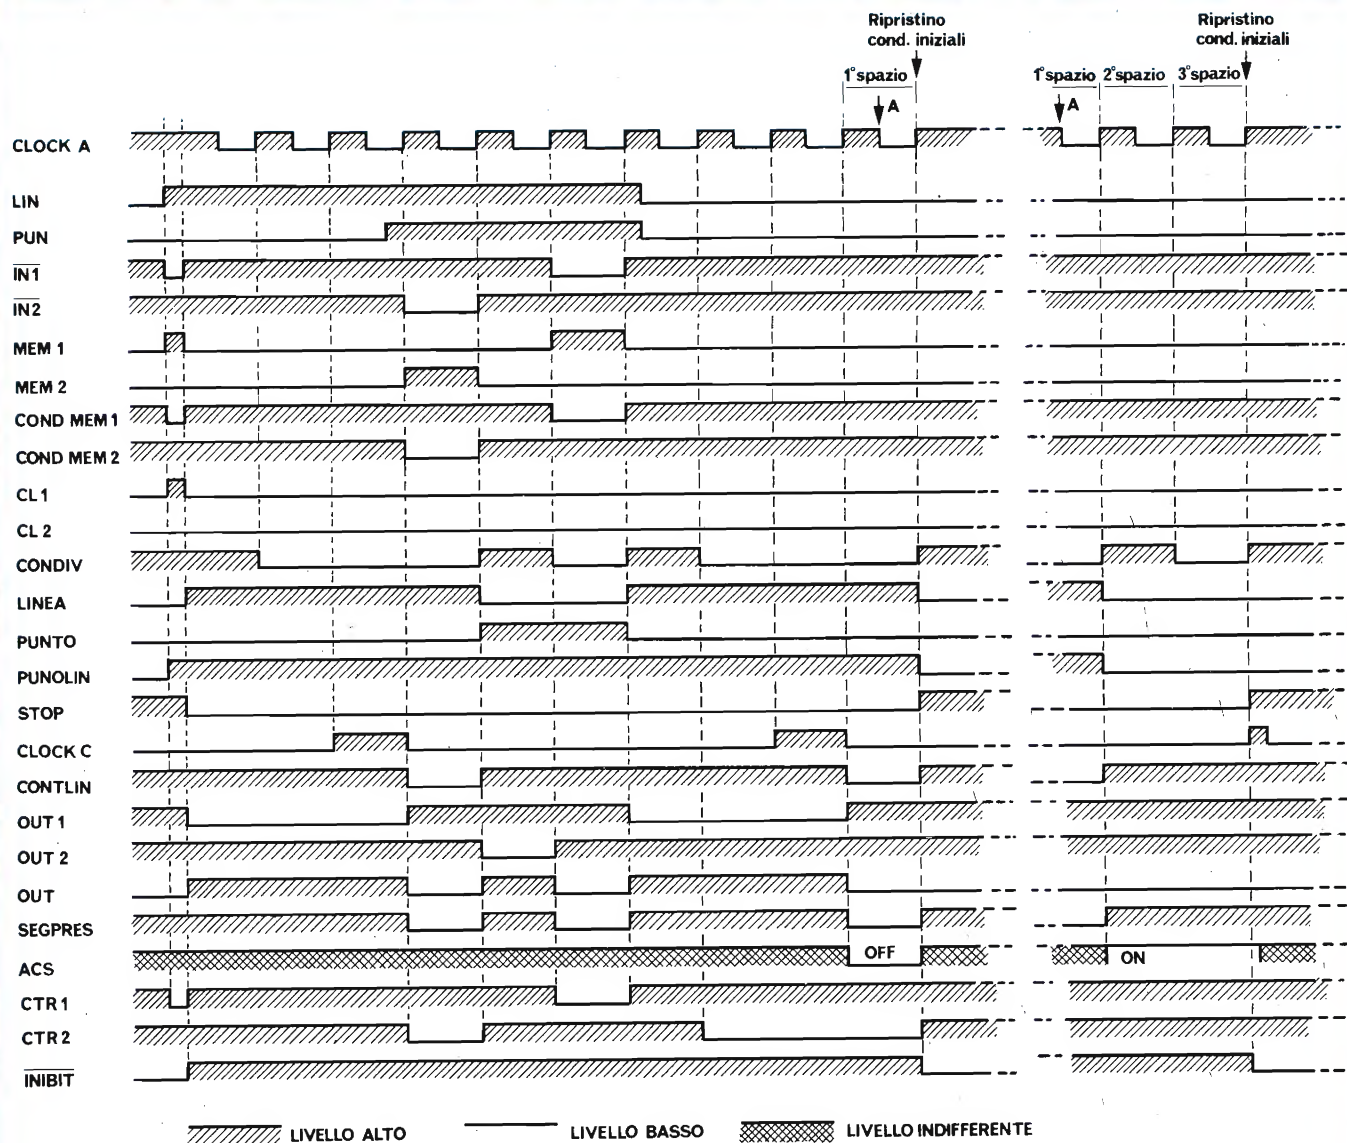 Ripristino
cond. iniziali
Ripristino
cond. iniziali
1° spazio
1° spazio
2° spazio
3° spazio
A
A
CLOCK A
LIN
PUN
IN1
IN2
MEM 1
MEM 2
COND MEM 1
COND MEM 2
CL 1
CL 2
CONDIV
LINEA
PUNTO
PUNOLIN
STOP
CLOCK C
CONTLIN
OUT 1
OUT 2
OUT
SEGPRES
ACS
OFF
ON
CTR 1
CTR 2
INIBIT
LIVELLO ALTO
LIVELLO BASSO
LIVELLO INDIFFERENTE